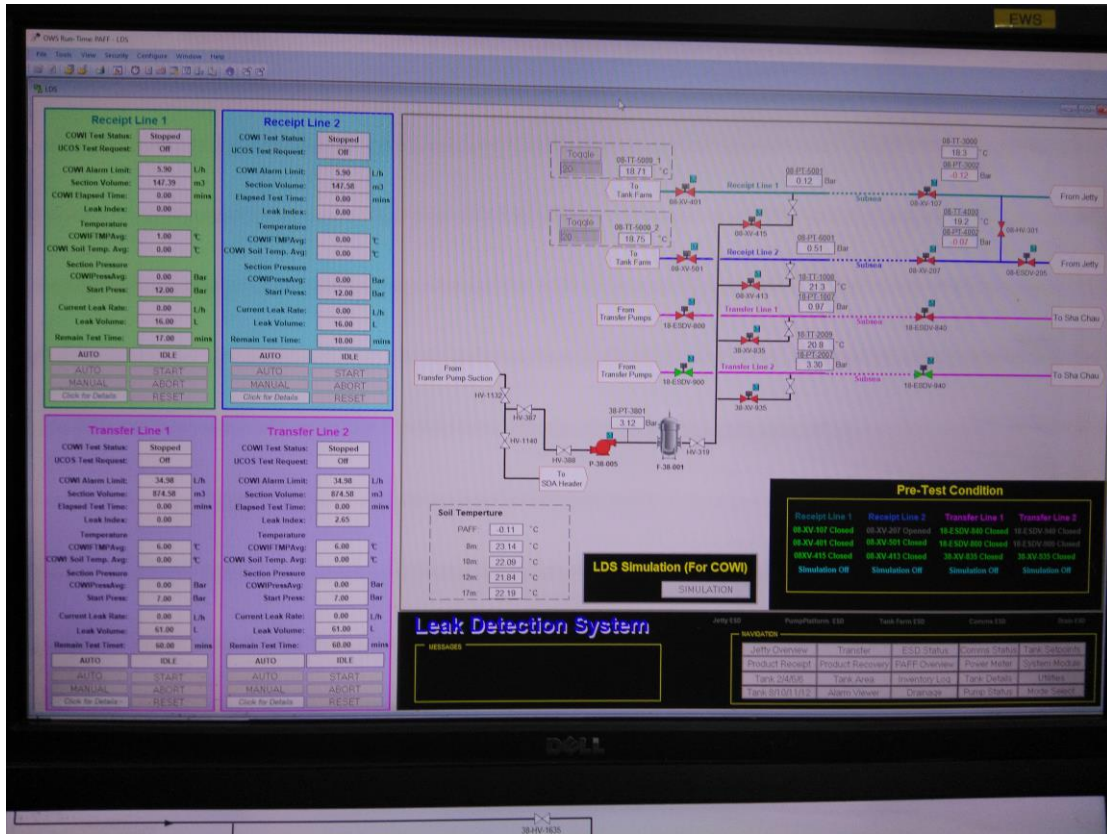 EWS
OWS Run-Time PAFF - LDS
File Tools View Security Configure Window Help
LDS
Receipt Line 1
COWI Test Status: Stopped
UCOS Test Request: Off
COWI Alarm Limit: 5.90 L/h
Section Volume: 147.39 m3
COWI Elapsed Time: 0.00 mins
Leak Index: 0.00
Temperature
COWIFTMPAvg: 1.00 °C
COWI Soil Temp. Avg: 0.00 °C
Section Pressure
COWIPressAvg: 0.00 Bar
Start Press: 12.00 Bar
Current Leak Rate: 0.00 L/h
Leak Volume: 16.00 L
Remain Test Time: 17.00 mins
AUTO IDLE
AUTO START
MANUAL ABORT
Click for Details RESET
Receipt Line 2
COWI Test Status: Stopped
UCOS Test Request: Off
COWI Alarm Limit: 5.90 L/h
Section Volume: 147.58 m3
Elapsed Test Time: 0.00 mins
Leak Index: 0.00
Temperature
COWIFTMPAvg: 0.00 °C
COWI Soil Temp. Avg: 0.00 °C
Section Pressure
COWIPressAvg: 0.00 Bar
Start Press: 12.00 Bar
Current Leak Rate: 0.00 L/h
Leak Volume: 16.00 L
Remain Test Time: 18.00 mins
AUTO IDLE
AUTO START
MANUAL ABORT
Click for Details RESET
Transfer Line 1
COWI Test Status: Stopped
UCOS Test Request: Off
COWI Alarm Limit: 34.98 L/h
Section Volume: 874.58 m3
Elapsed Test Time: 0.00 mins
Leak Index: 0.00
Temperature
COWIFTMPAvg: 6.00 °C
COWI Soil Temp. Avg: 0.00 °C
Section Pressure
COWIPressAvg: 0.00 Bar
Start Press: 7.00 Bar
Current Leak Rate: 0.00 L/h
Leak Volume: 61.00 L
Remain Test Time: 60.00 mins
AUTO IDLE
AUTO START
MANUAL ABORT
Click for Details RESET
Transfer Line 2
COWI Test Status: Stopped
UCOS Test Request: Off
COWI Alarm Limit: 34.98 L/h
Section Volume: 874.58 m3
Elapsed Test Time: 0.00 mins
Leak Index: 2.65
Temperature
COWIFTMPAvg: 6.00 °C
COWI Soil Temp. Avg: 0.00 °C
Section Pressure
COWIPressAvg: 0.00 Bar
Start Press: 7.00 Bar
Current Leak Rate: 0.00 L/h
Leak Volume: 61.00 L
Remain Test Time: 60.00 mins
AUTO IDLE
AUTO START
MANUAL ABORT
Click for Details RESET
Toggle
20
08-TT-5000_1
18.71 °C
To
Tank Farm
08-XV-401
Receipt Line 1
08-PT-5001
0.12 Bar
Subsea
08-TT-3000
19.3 °C
08-PT-3002
-0.12 Bar
08-XV-107
From Jetty
Toggle
20
08-TT-5000_2
18.75 °C
To
Tank Farm
08-XV-501
08-XV-415
Receipt Line 2
08-PT-6001
0.51 Bar
Subsea
08-TT-4000
19.2 °C
08-PT-4002
-0.07 Bar
08-HV-301
08-XV-207
08-ESDV-205
From Jetty
08-XV-413
18-TT-1008
21.3 °C
18-PT-1007
0.97 Bar
From
Transfer Pumps
18-ESDV-800
Transfer Line 1
Subsea
18-ESDV-840
To Sha Chau
38-XV-835
18-TT-2009
20.8 °C
18-PT-2007
3.30 Bar
From
Transfer Pumps
18-ESDV-900
Transfer Line 2
Subsea
18-ESDV-940
To Sha Chau
38-XV-935
From
Transfer Pump Suction
HV-1132
HV-387
HV-1140
HV-388
To
SDA Header
P-38-005
38-PT-3801
3.12 Bar
F-38-001
HV-319
Soil Temperture
PAFF: -0.11 °C
8m: 23.14 °C
10m: 22.09 °C
12m: 21.84 °C
17m: 22.19 °C
LDS Simulation (For COWI)
SIMULATION
Pre-Test Condition
Receipt Line 1 Receipt Line 2 Transfer Line 1 Transfer Line 2
08-XV-107 Closed 08-XV-207 Opened 18-ESDV-840 Closed 18-ESDV-940 Closed
08-XV-401 Closed 08-XV-501 Closed 18-ESDV-800 Closed 18-ESDV-900 Closed
08XV-415 Closed 08-XV-413 Closed 38-XV-835 Closed 38-XV-935 Closed
Simulation Off Simulation Off Simulation Off Simulation Off
Leak Detection System
MESSAGES
Jetty ESD PumpPlatform ESD Tank Farm ESD Comms ESD
NAVIGATION
Jetty Overview Transfer ESD Status Comms Status Tank Setpoints
Product Receipt Product Recovery PAFF Overview Power Meter System Module
Tank 2/4/6/8 Tank Area Inventory Log Tank Details Utilities
Tank 8/10/11/12 Alarm Viewer Drainage Pump Status Mode Select
DELL
38-HV-1635